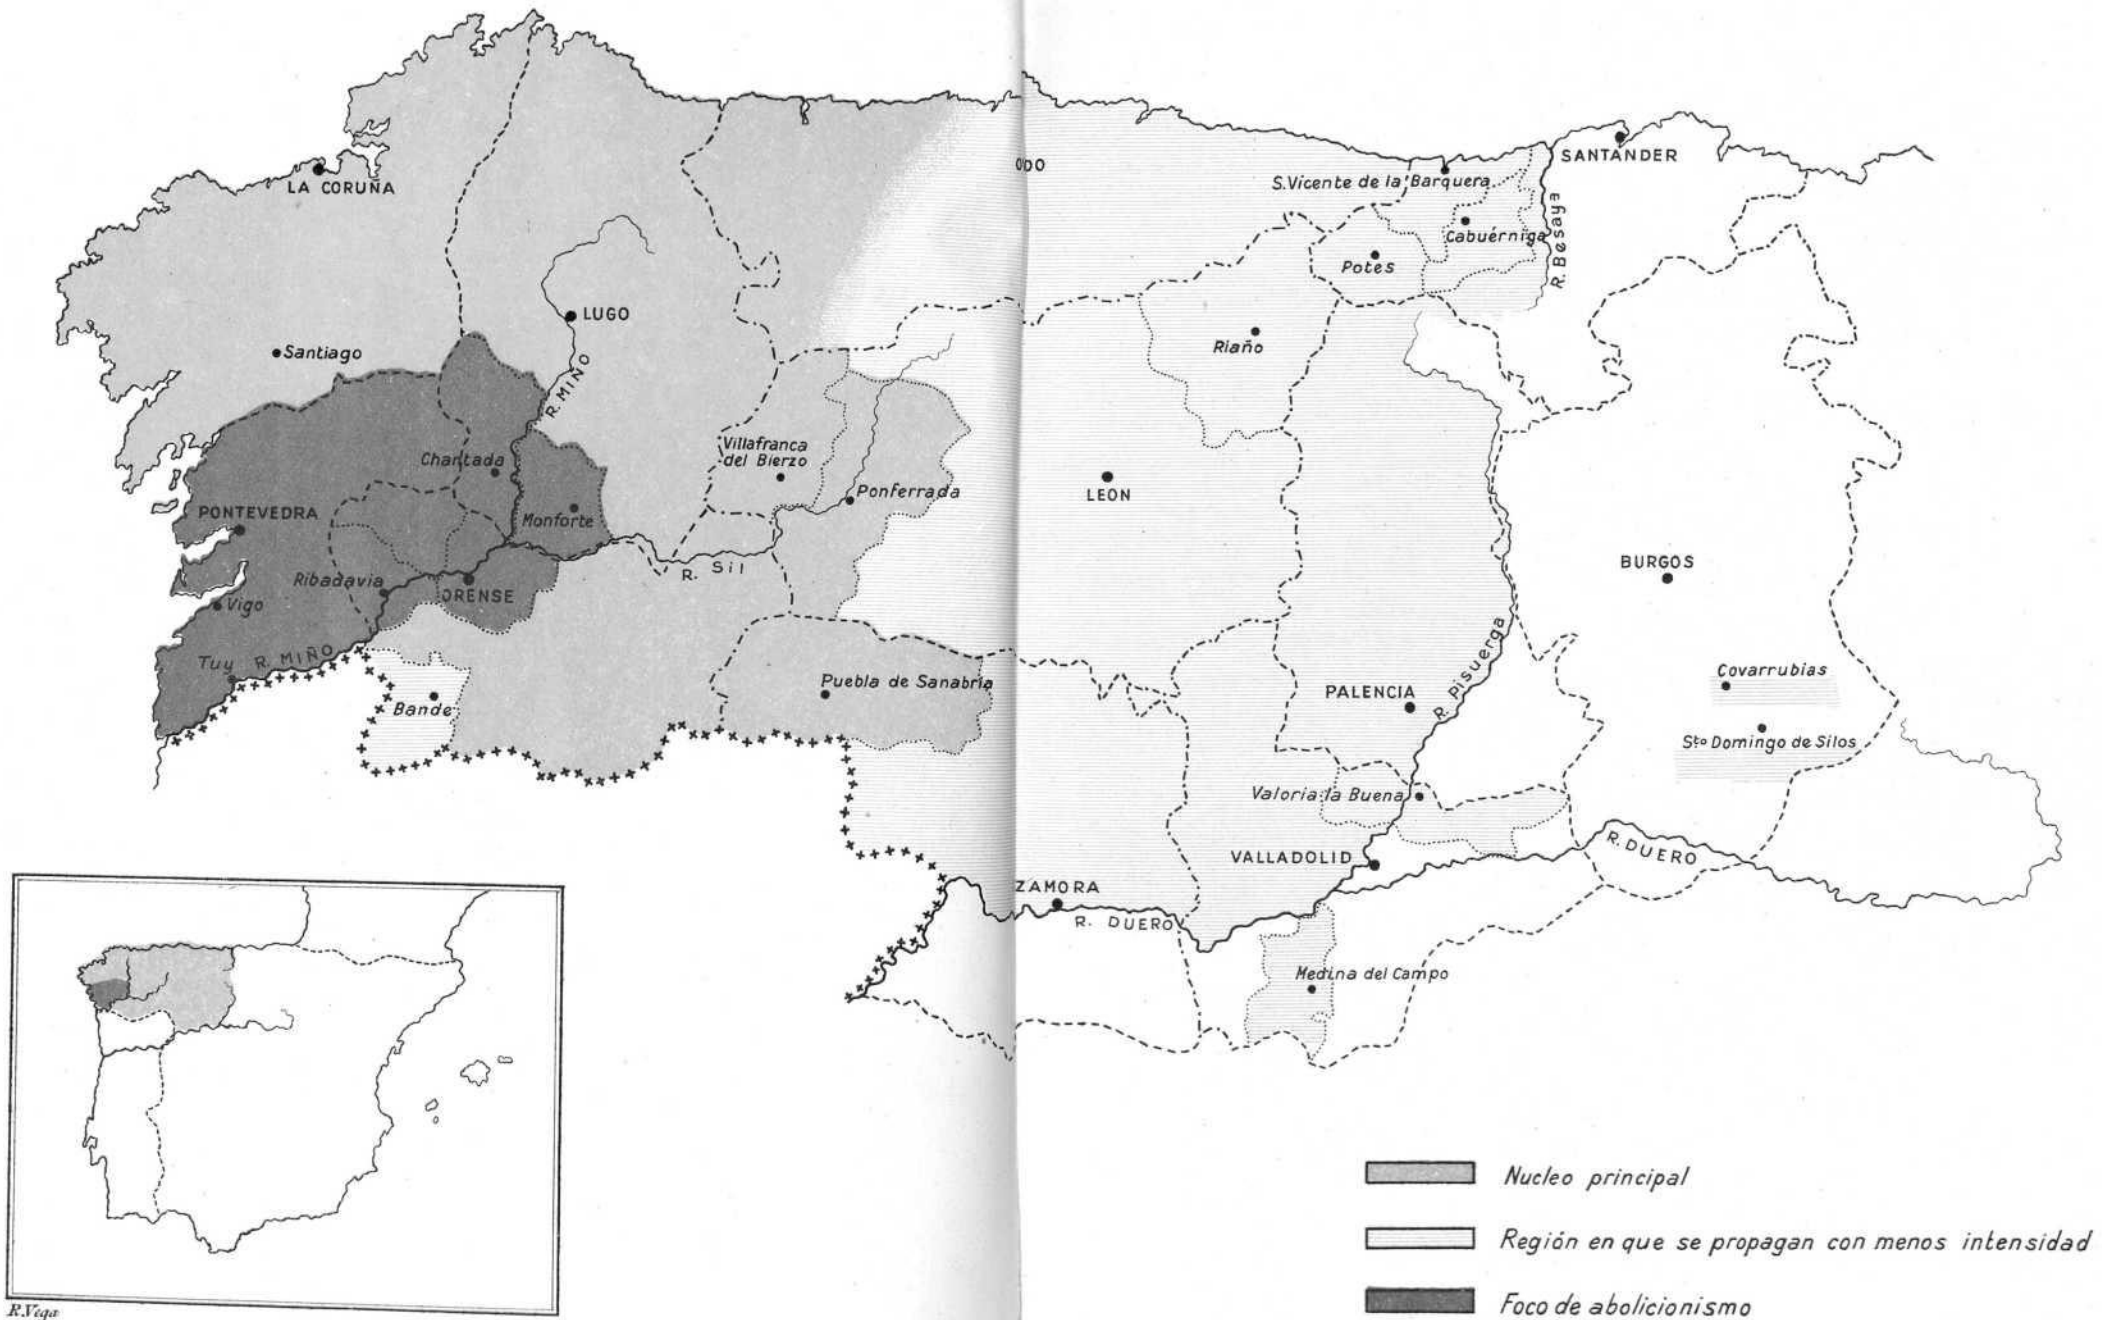 LA CORUÑA
SANTANDER
S. Vicente de la Barquera
ODO
R. Besaya
Cabuérniga
Potes
LUGO
Riaño
Santiago
R. MIÑO
Villafranca
del Bierzo
Chantada
Ponferrada
LEON
PONTEVEDRA
Monforte
BURGOS
R. Sil
Ribadavia
ORENSE
Vigo
R. Pisuerga
Tuy
R. MIÑO
Covarrubias
Puebla de Sanabria
PALENCIA
Bande
Sto Domingo de Silos
Valoria la Buena
R. DUERO
VALLADOLID
ZAMORA
R. DUERO
Medina del Campo
Nucleo principal
Región en que se propagan con menos intensidad
Foco de abolicionismo
R.Vega